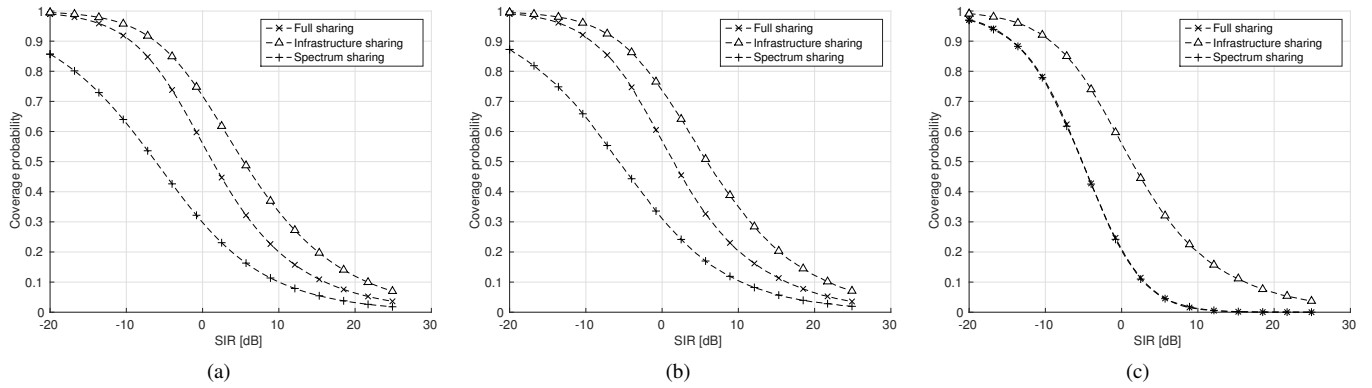 1
0.9
0.8
0.7
0.6
0.5
0.4
0.3
0.2
0.1
0
Coverage probability
-20 -10 0 10 20 30
SIR [dB]
Full sharing
Infrastructure sharing
Spectrum sharing
(a)
1
0.9
0.8
0.7
0.6
0.5
0.4
0.3
0.2
0.1
0
Coverage probability
-20 -10 0 10 20 30
SIR [dB]
Full sharing
Infrastructure sharing
Spectrum sharing
(b)
1
0.9
0.8
0.7
0.6
0.5
0.4
0.3
0.2
0.1
0
Coverage probability
-20 -10 0 10 20 30
SIR [dB]
Full sharing
Infrastructure sharing
Spectrum sharing
(c)